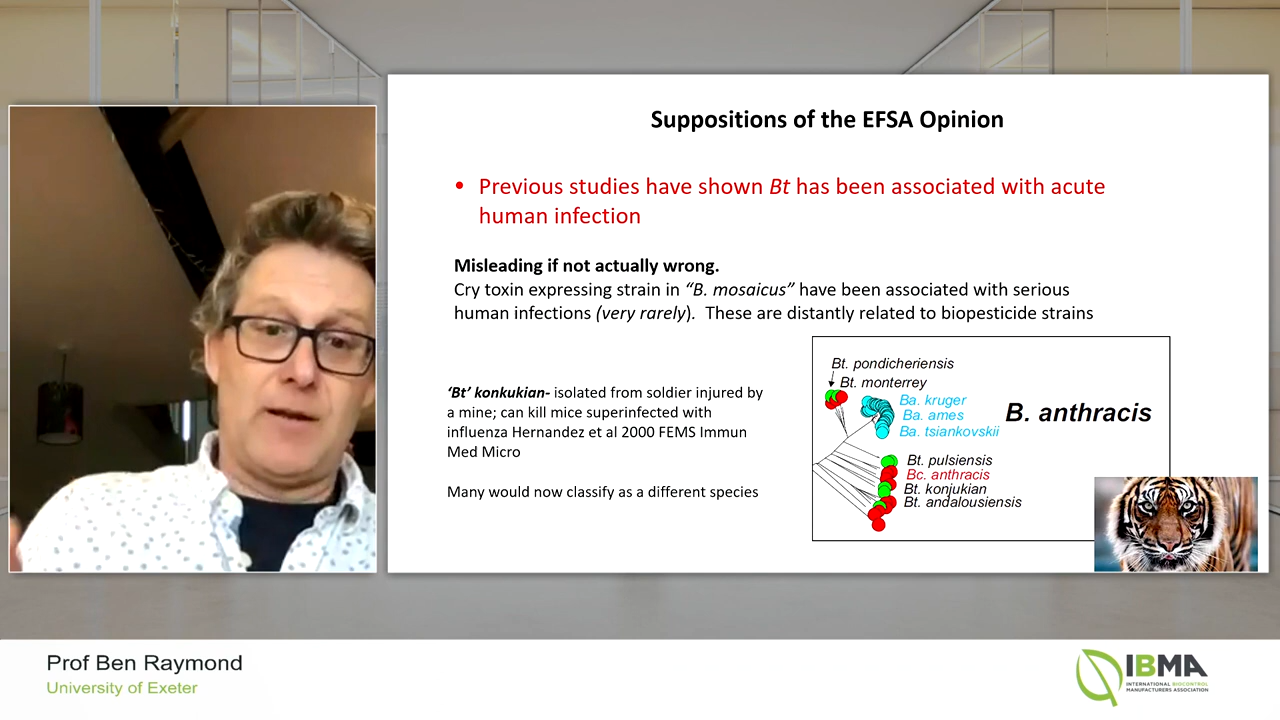 Suppositions of the EFSA Opinion
• Previous studies have shown Bt has been associated with acute
human infection
Misleading if not actually wrong.
Cry toxin expressing strain in “B. mosaicus” have been associated with serious
human infections (very rarely). These are distantly related to biopesticide strains
‘Bt’ konkukian- isolated from soldier injured by
a mine; can kill mice superinfected with
influenza Hernandez et al 2000 FEMS Immun
Med Micro
Many would now classify as a different species
Bt. pondicheriensis
Bt. monterrey
Ba. kruger
Ba. ames
Ba. tsiankovskii
B. anthracis
Bt. pulsiensis
Bc. anthracis
Bt. konjukian
Bt. andalousiensis
Prof Ben Raymond
University of Exeter
IBMA
INTERNATIONAL BIOCONTROL
MANUFACTURERS ASSOCIATION